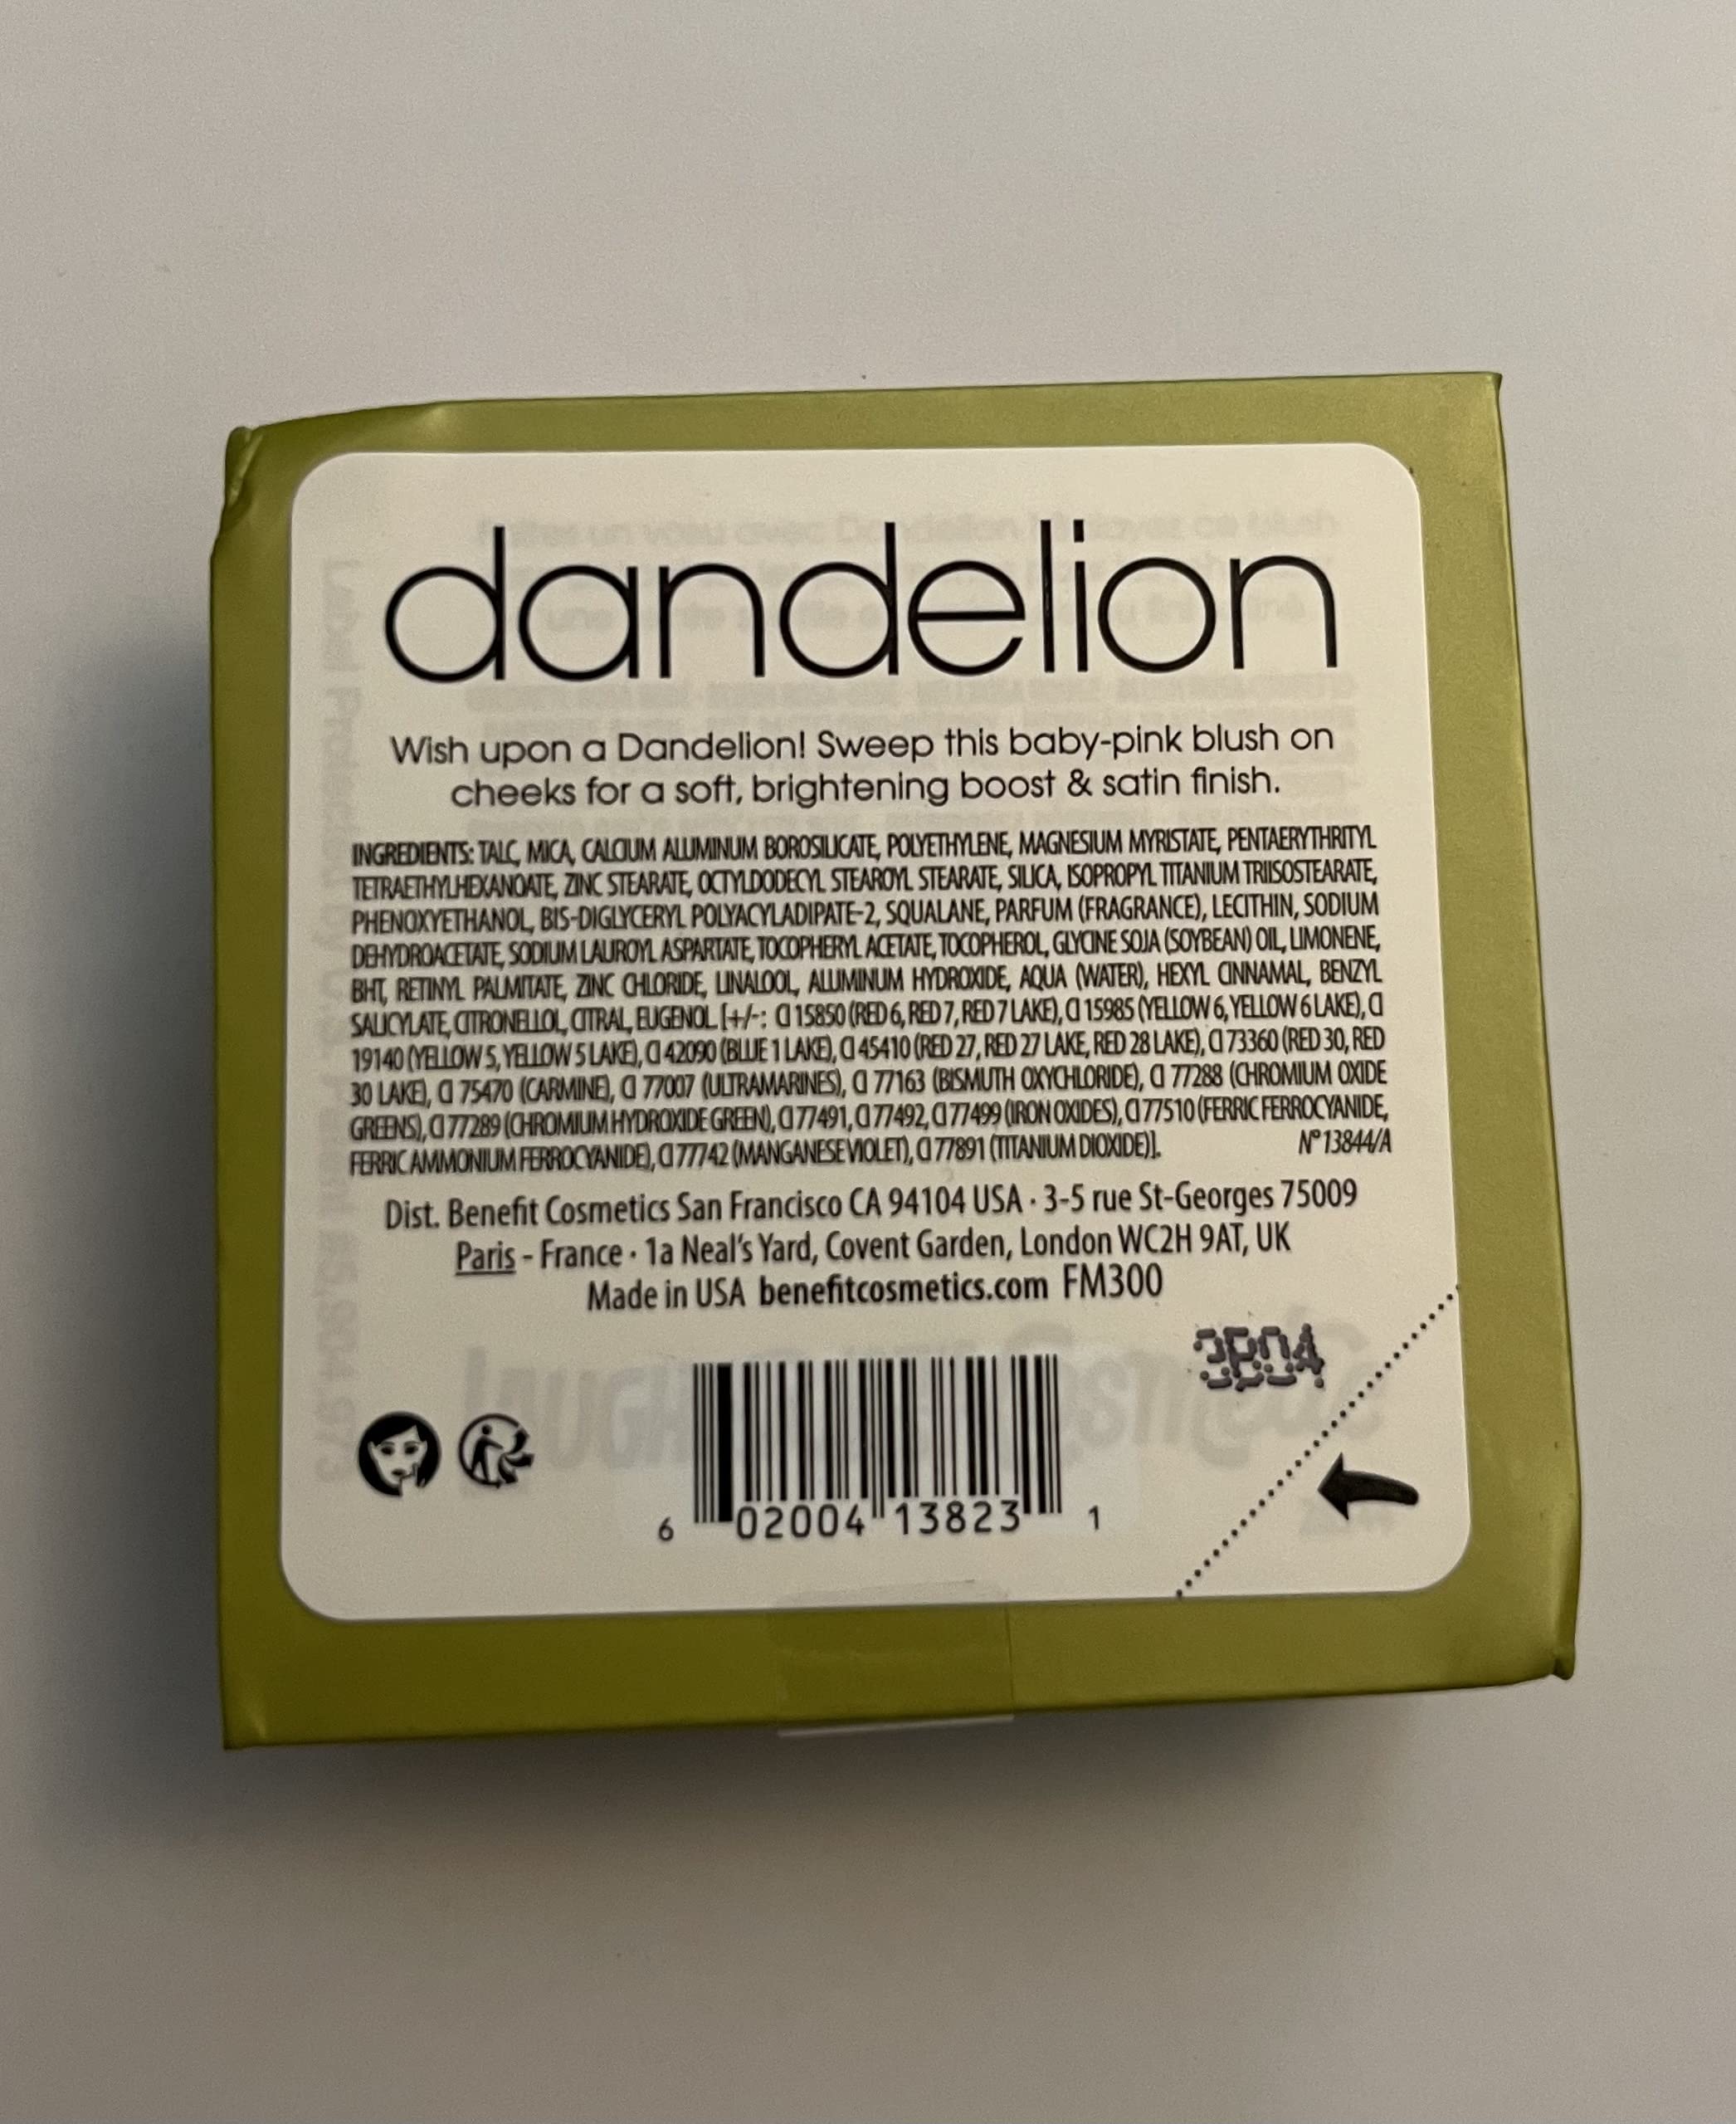 dandelion
Wish upon a Dandelion! Sweep this baby-pink blush on
cheeks for a soft, brightening boost & satin finish.
INGREDIENTS: TALC, MICA, CALCIUM ALUMINUM BOROSILICATE, POLYETHYLENE, MAGNESIUM MYRISTATE, PENTAERYTHRITYL
TETRAETHYLHEXANOATE, ZINC STEARATE, OCTYLDODECYL STEAROYL STEARATE, SILICA, ISOPROPYL TITANIUM TRIISOSTEARATE,
PHENOXYETHANOL, BIS-DIGLYCERYL POLYACYLADIPATE-2, SQUALANE, PARFUM (FRAGRANCE), LECITHIN, SODIUM
DEHYDROACETATE, SODIUM LAUROYL ASPARTATE, TOCOPHERYL ACETATE, TOCOPHEROL, GLYCINE SOJA (SOYBEAN) OIL, LIMONENE,
BHT, RETINYL PALMITATE, ZINC CHLORIDE, LINALOOL, ALUMINUM HYDROXIDE, AQUA (WATER), HEXYL CINNAMAL, BENZYL
SALICYLATE, CITRONELLOL, CITRAL, EUGENOL. [+/-: CI 15850 (RED 6, RED 7, RED 7 LAKE), CI 15985 (YELLOW 6, YELLOW 6 LAKE), CI
19140 (YELLOW 5, YELLOW 5 LAKE), CI 42090 (BLUE 1 LAKE), CI 45410 (RED 27, RED 27 LAKE, RED 28 LAKE), CI 73360 (RED 30, RED
30 LAKE), CI 75470 (CARMINE), CI 77007 (ULTRAMARINES), CI 77163 (BISMUTH OXYCHLORIDE), CI 77288 (CHROMIUM OXIDE
GREENS), CI 77289 (CHROMIUM HYDROXIDE GREEN), CI 77491, CI 77492, CI 77499 (IRON OXIDES), CI 77510 (FERRIC FERROCYANIDE,
FERRIC AMMONIUM FERROCYANIDE), CI 77742 (MANGANESE VIOLET), CI 77891 (TITANIUM DIOXIDE)]. N° 13844/A
Dist. Benefit Cosmetics San Francisco CA 94104 USA · 3-5 rue St-Georges 75009
Paris - France · 1a Neal's Yard, Covent Garden, London WC2H 9AT, UK
Made in USA benefitcosmetics.com FM300
6 02004 13823 1